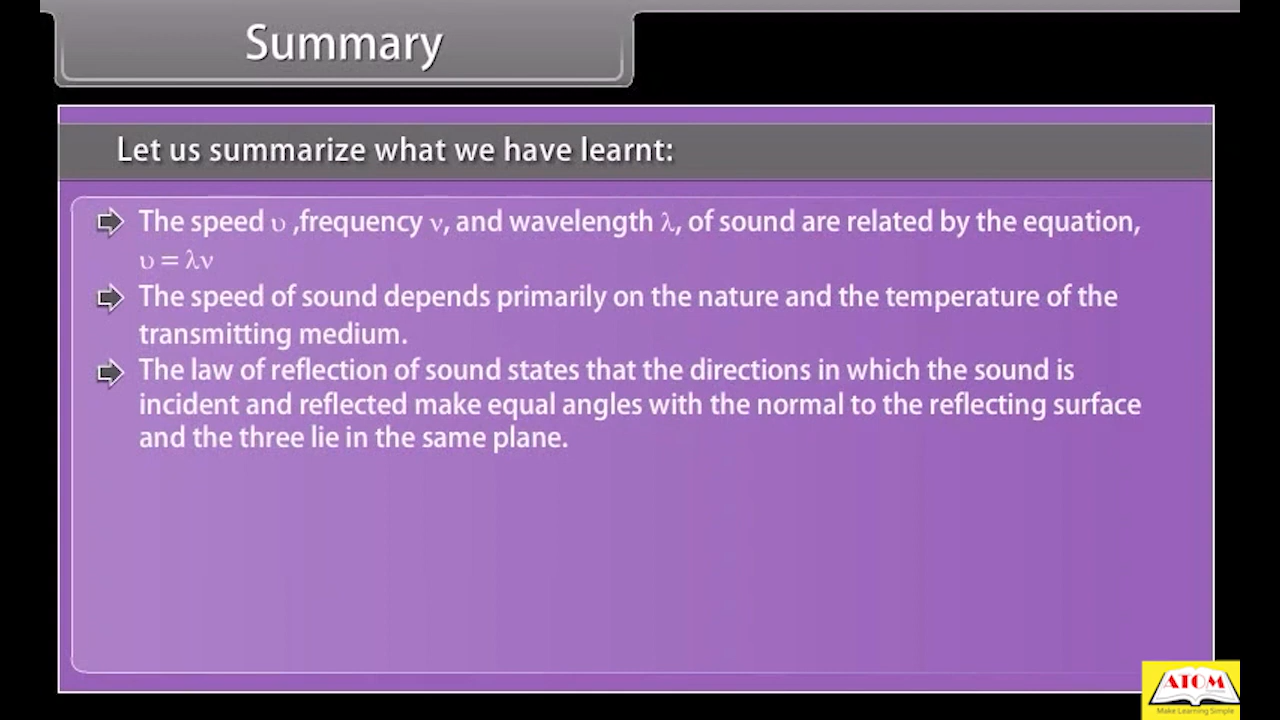 Summary
Let us summarize what we have learnt:
The speed υ ,frequency ν, and wavelength λ, of sound are related by the equation,
υ = λν
The speed of sound depends primarily on the nature and the temperature of the
transmitting medium.
The law of reflection of sound states that the directions in which the sound is
incident and reflected make equal angles with the normal to the reflecting surface
and the three lie in the same plane.
ATOM
Make Learning Simple